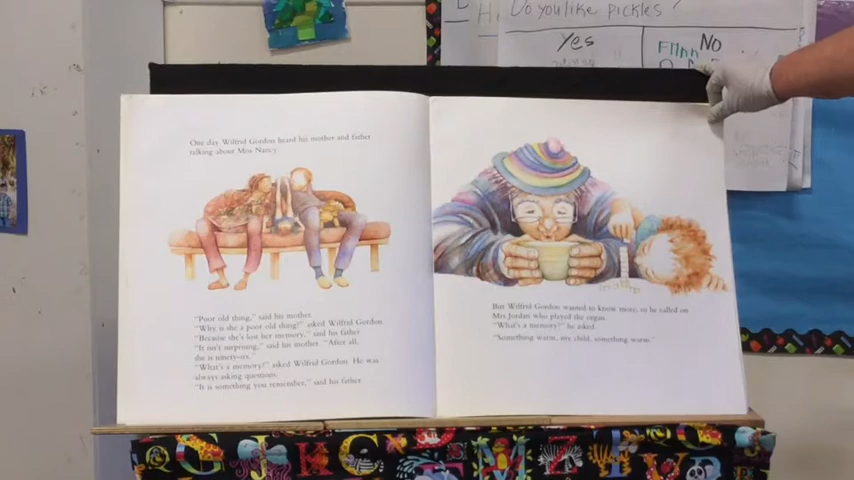 Do you like pickles?
Yes
No
One day Wilfrid Gordon heard his mother and father
talking about Miss Nancy.
"Poor old thing," said his mother.
"Why is she a poor old thing?" asked Wilfrid Gordon.
"Because she's lost her memory," said his father.
"It isn't surprising," said his mother. "After all,
she is ninety-six."
"What's a memory?" asked Wilfrid Gordon. He was
always asking questions.
"It is something you remember," said his father.
But Wilfrid Gordon wanted to know more, so he called on
Mrs Jordan who played the organ.
"What's a memory?" he asked.
"Something warm, my child, something warm."